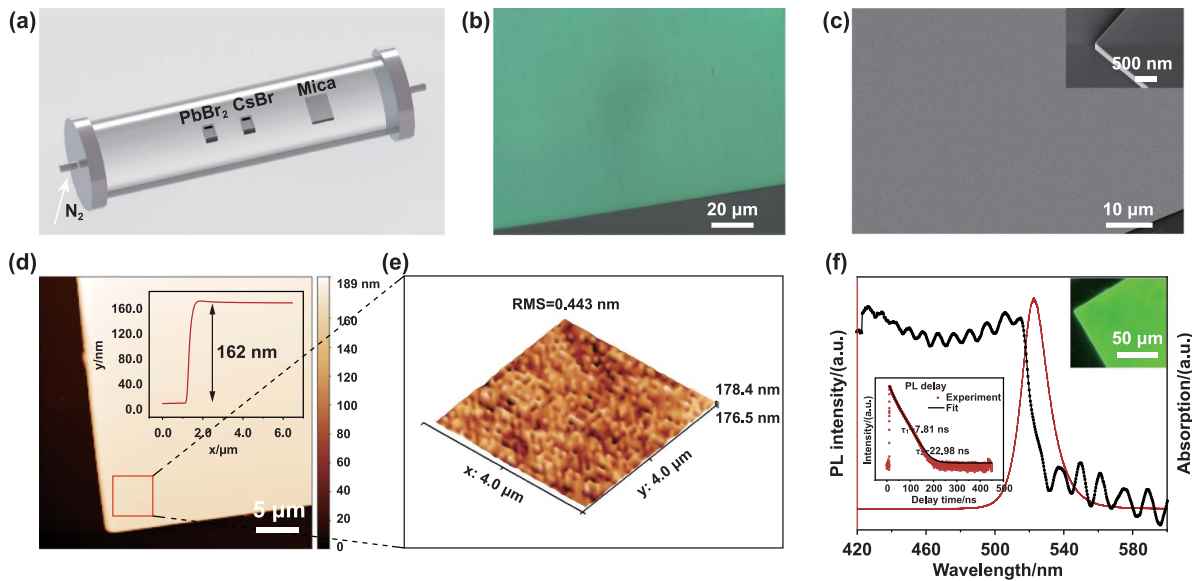 (a)
PbBr2 CsBr Mica
N2
(b)
20 μm
(c)
500 nm
10 μm
(d)
189 nm
160
140
120
100
80
60
40
20
0
160.0
120.0
80.0
40.0
0.0
y/nm
162 nm
0.0 2.0 4.0 6.0
x/μm
5 μm
(e)
RMS=0.443 nm
178.4 nm
176.5 nm
x: 4.0 μm
y: 4.0 μm
(f)
PL intensity/(a.u.)
Absorption/(a.u.)
50 μm
PL delay
Experiment
Fit
τ1=7.81 ns
τ2=22.98 ns
Intensity/(a.u.)
0 100 200 300 400 500
Delay time/ns
420 460 500 540 580
Wavelength/nm